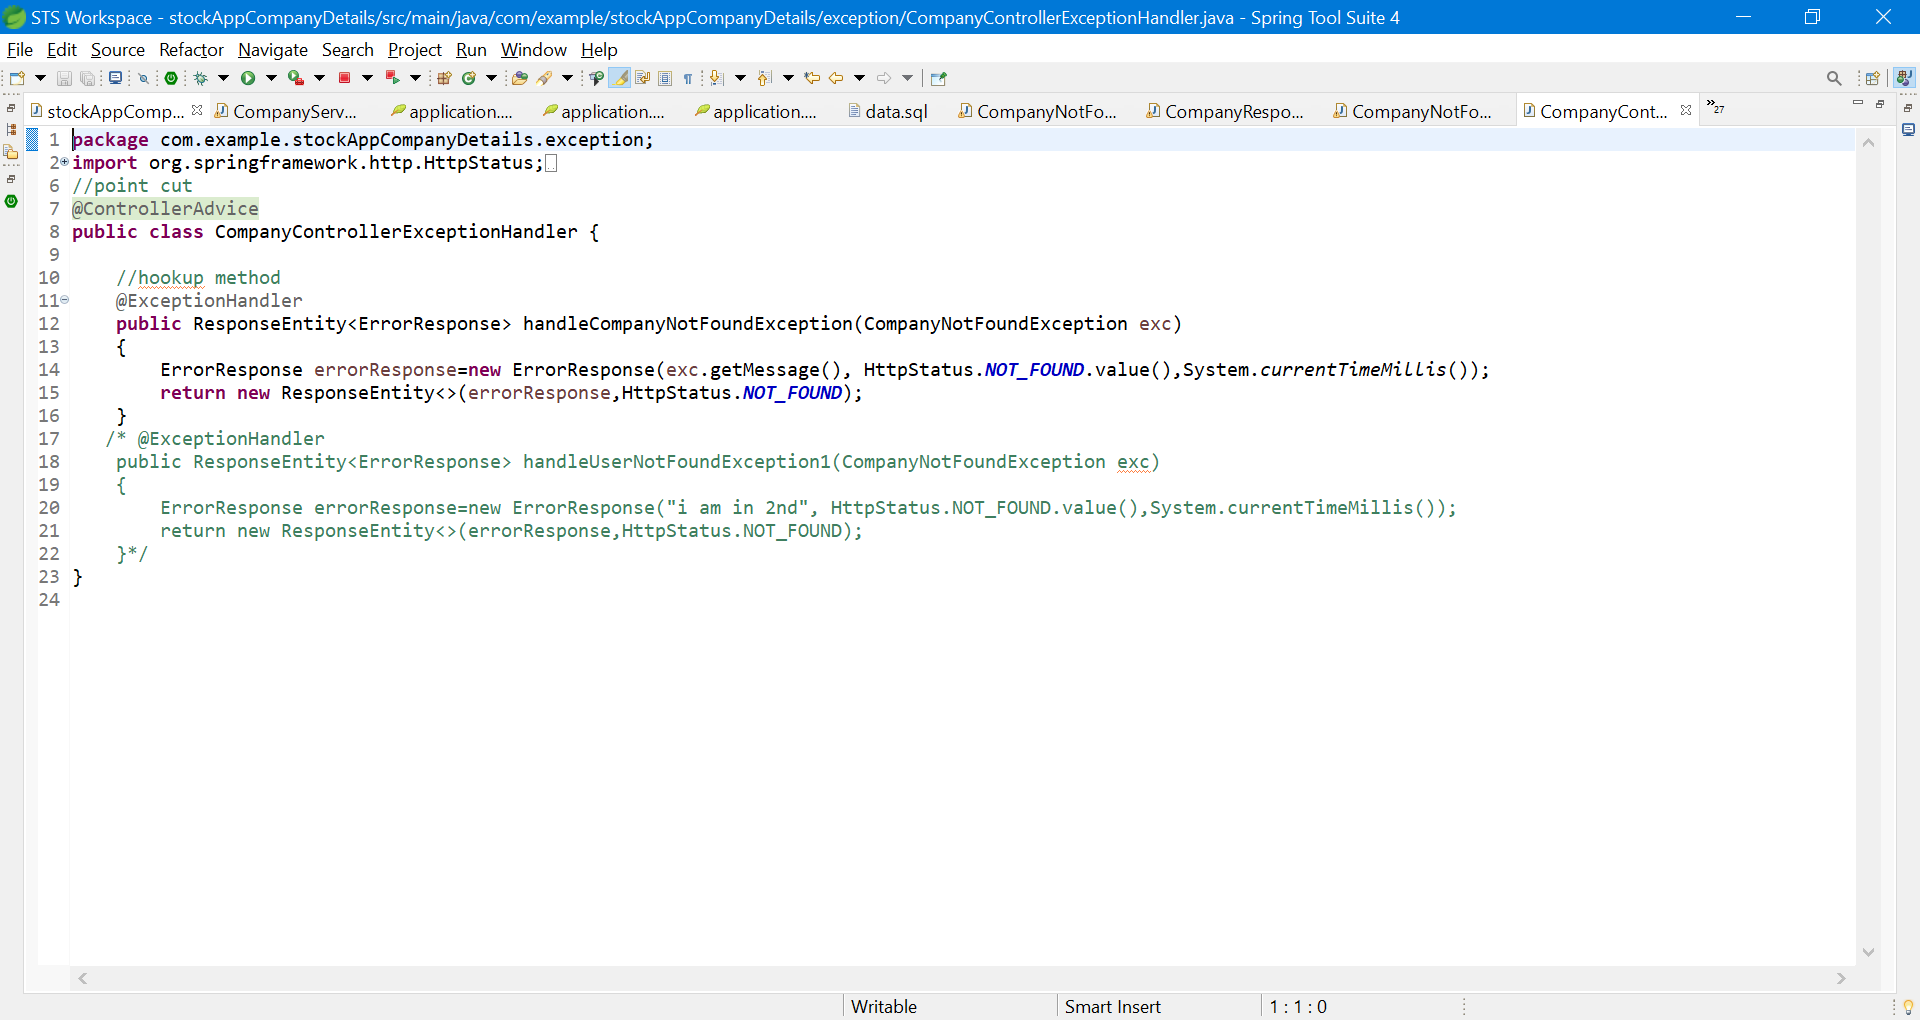 STS Workspace - stockAppCompanyDetails/src/main/java/com/example/stockAppCompanyDetails/exception/CompanyControllerExceptionHandler.java - Spring Tool Suite 4
File Edit Source Refactor Navigate Search Project Run Window Help
stockAppComp... CompanyServ... application.... application.... application.... data.sql CompanyNotFo... CompanyRespo... CompanyNotFo... CompanyCont... »27
1 package com.example.stockAppCompanyDetails.exception;
2 import org.springframework.http.HttpStatus;
6 //point cut
7 @ControllerAdvice
8 public class CompanyControllerExceptionHandler {
9
10 //hookup method
11 @ExceptionHandler
12 public ResponseEntity<ErrorResponse> handleCompanyNotFoundException(CompanyNotFoundException exc)
13 {
14 ErrorResponse errorResponse=new ErrorResponse(exc.getMessage(), HttpStatus.NOT_FOUND.value(),System.currentTimeMillis());
15 return new ResponseEntity<>(errorResponse,HttpStatus.NOT_FOUND);
16 }
17 /* @ExceptionHandler
18 public ResponseEntity<ErrorResponse> handleUserNotFoundException1(CompanyNotFoundException exc)
19 {
20 ErrorResponse errorResponse=new ErrorResponse("i am in 2nd", HttpStatus.NOT_FOUND.value(),System.currentTimeMillis());
21 return new ResponseEntity<>(errorResponse,HttpStatus.NOT_FOUND);
22 }*/
23 }
24
Writable Smart Insert 1 : 1 : 0